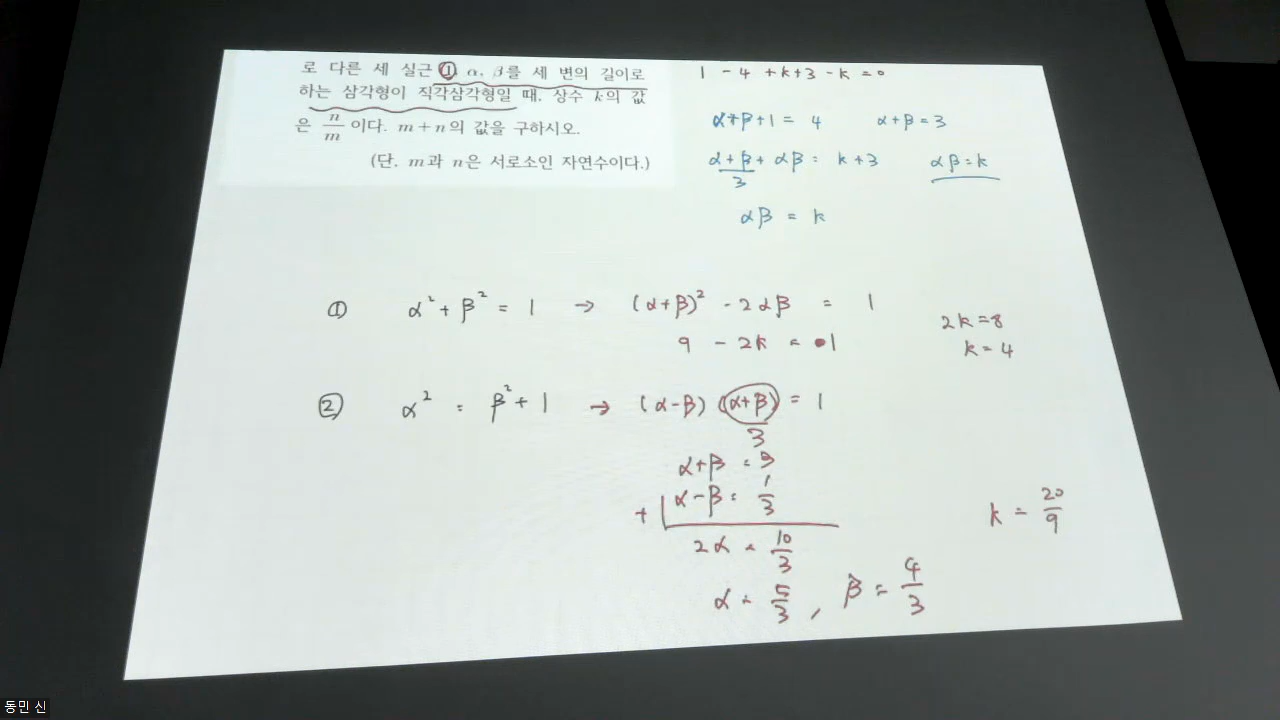 로 다른 세 실근 1, α, β를 세 변의 길이로
하는 삼각형이 직각삼각형일 때, 상수 k의 값
은 n/m 이다. m+n의 값을 구하시오.
(단, m과 n은 서로소인 자연수이다.)
1 - 4 + k+3 - k = 0
α+β+1 = 4 α+β=3
α+β + αβ = k+3 αβ=k
3
αβ = k
① α² + β² = 1 → (α+β)² - 2αβ = 1
9 - 2k = 1
2k=8
k=4
② α² = β² + 1 → (α-β)(α+β) = 1
3
α+β = 3
+ α-β = 1/3
2α = 10/3
α = 5/3, β = 4/3
k = 20/9
동민 신